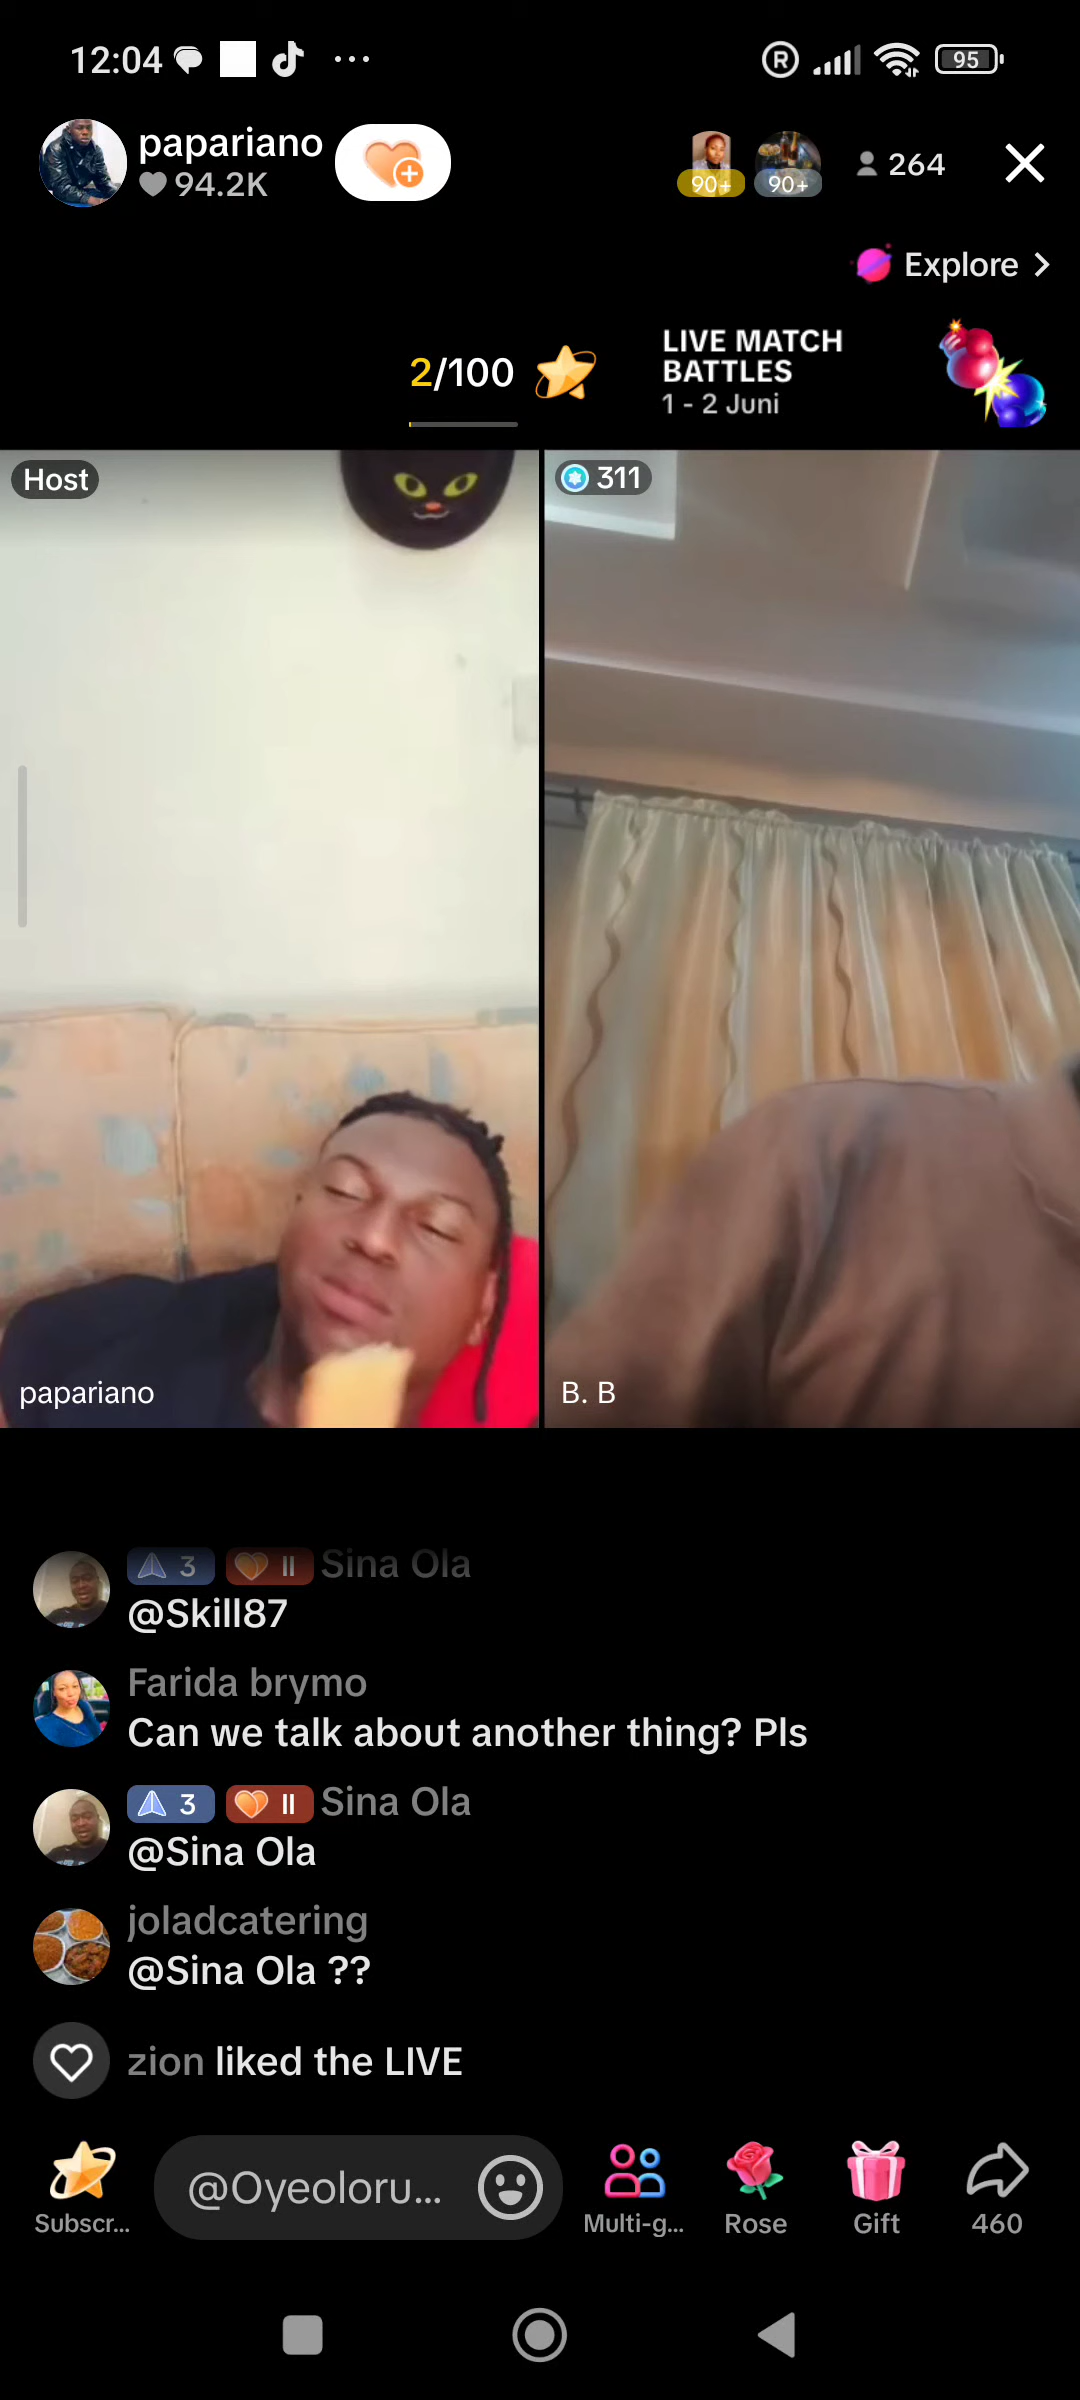 12:04
R
95
papariano
94.2K
90+
90+
264
Explore
2/100
LIVE MATCH
BATTLES
1 - 2 Juni
Host
311
papariano
B. B
3 II Sina Ola
@Skill87
Farida brymo
Can we talk about another thing? Pls
3 II Sina Ola
@Sina Ola
joladcatering
@Sina Ola ??
zion liked the LIVE
@Oyeoloru...
Subscr...
Multi-g...
Rose
Gift
460